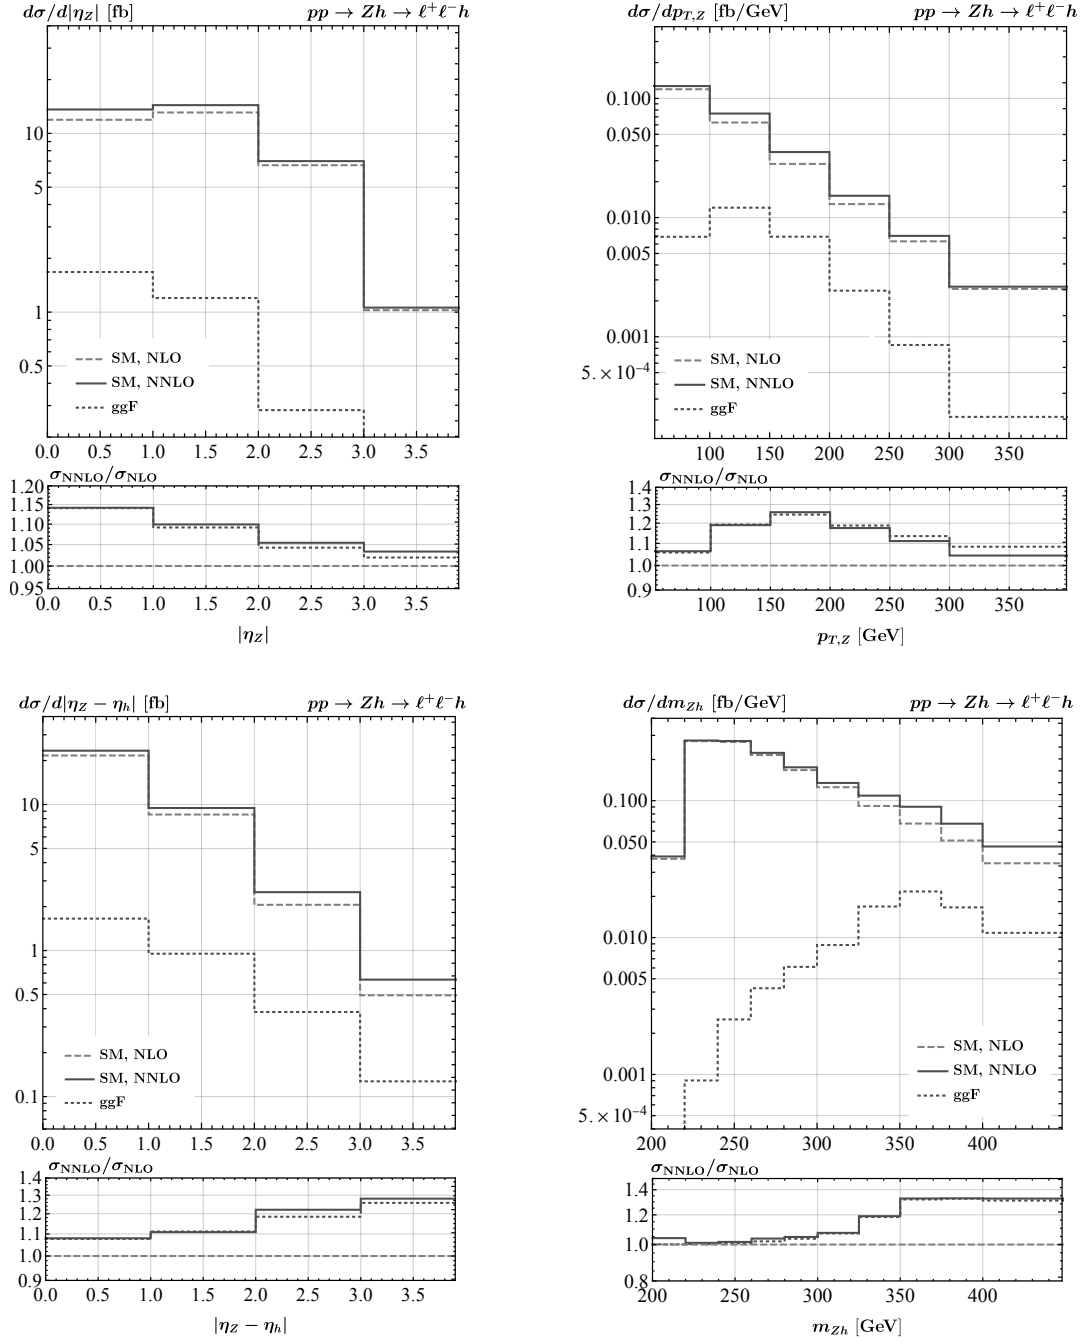 dσ/d|η_Z| [fb] pp → Zh → ℓ⁺ℓ⁻h
10
5
1
0.5
SM, NLO
SM, NNLO
ggF
0.0 0.5 1.0 1.5 2.0 2.5 3.0 3.5
σ_NNLO/σ_NLO
1.20
1.15
1.10
1.05
1.00
0.95
0.0 0.5 1.0 1.5 2.0 2.5 3.0 3.5
|η_Z|
dσ/dp_{T,Z} [fb/GeV] pp → Zh → ℓ⁺ℓ⁻h
0.100
0.050
0.010
0.005
0.001
5.×10⁻⁴
SM, NLO
SM, NNLO
ggF
100 150 200 250 300 350
σ_NNLO/σ_NLO
1.4
1.3
1.2
1.1
1.0
0.9
100 150 200 250 300 350
p_{T,Z} [GeV]
dσ/d|η_Z − η_h| [fb] pp → Zh → ℓ⁺ℓ⁻h
10
5
1
0.5
0.1
SM, NLO
SM, NNLO
ggF
0.0 0.5 1.0 1.5 2.0 2.5 3.0 3.5
σ_NNLO/σ_NLO
1.4
1.3
1.2
1.1
1.0
0.9
0.0 0.5 1.0 1.5 2.0 2.5 3.0 3.5
|η_Z − η_h|
dσ/dm_{Zh} [fb/GeV] pp → Zh → ℓ⁺ℓ⁻h
0.100
0.050
0.010
0.005
0.001
5.×10⁻⁴
SM, NLO
SM, NNLO
ggF
200 250 300 350 400
σ_NNLO/σ_NLO
1.4
1.2
1.0
0.8
200 250 300 350 400
m_{Zh} [GeV]